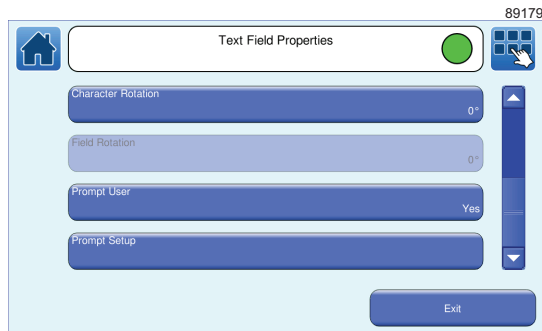 89179
Text Field Properties
Character Rotation
0°
Field Rotation
0°
Prompt User
Yes
Prompt Setup
Exit